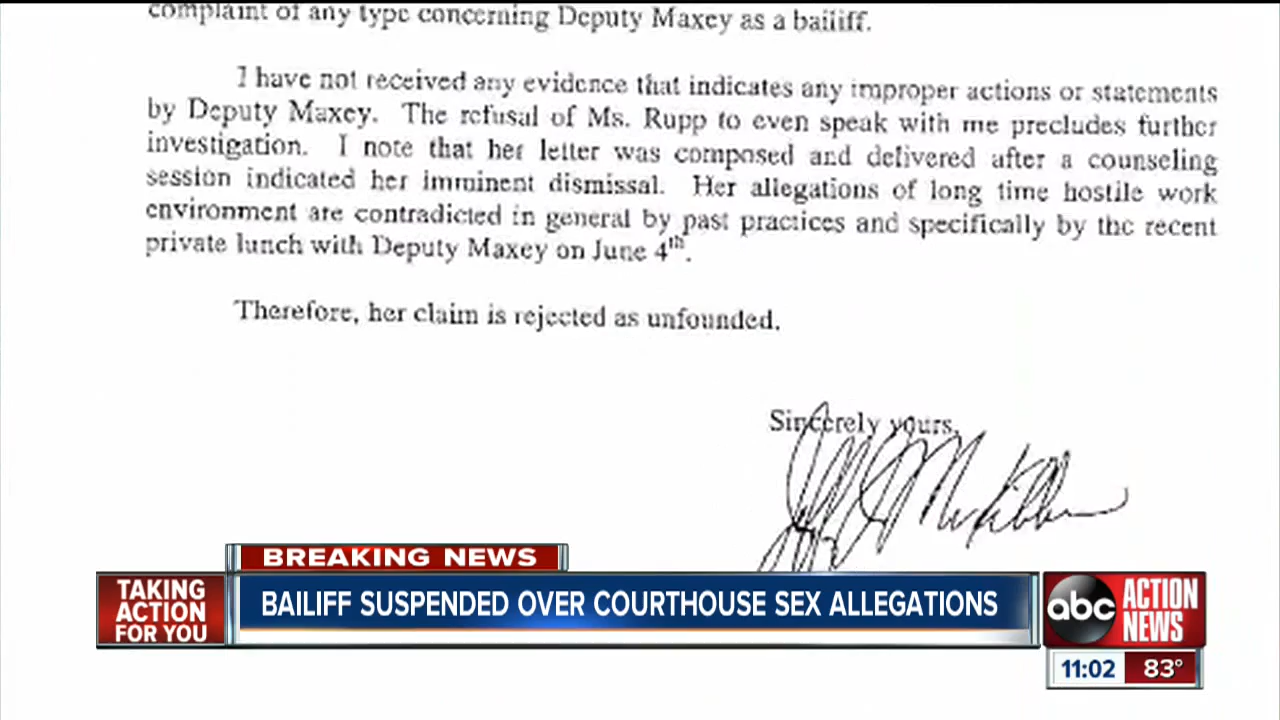 complaint of any type concerning Deputy Maxey as a bailiff.
I have not received any evidence that indicates any improper actions or statements
by Deputy Maxey. The refusal of Ms. Rupp to even speak with me precludes further
investigation. I note that her letter was composed and delivered after a counseling
session indicated her imminent dismissal. Her allegations of long time hostile work
environment are contradicted in general by past practices and specifically by the recent
private lunch with Deputy Maxey on June 4th.
Therefore, her claim is rejected as unfounded.
Sincerely yours,
BREAKING NEWS
TAKING
ACTION
FOR YOU
BAILIFF SUSPENDED OVER COURTHOUSE SEX ALLEGATIONS
abc
ACTION
NEWS
11:02 83°